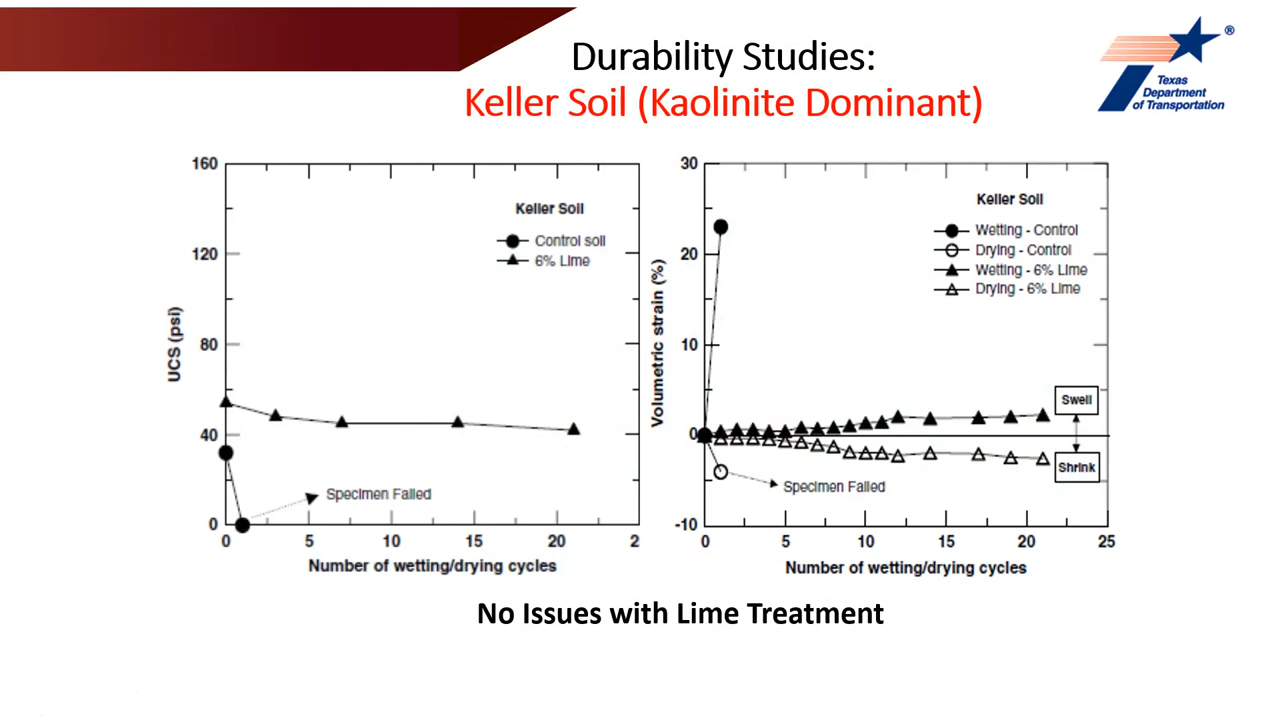 Durability Studies:
Keller Soil (Kaolinite Dominant)
®
Texas
Department
of Transportation
160
120
80
40
0
UCS (psi)
Keller Soil
Control soil
6% Lime
Specimen Failed
0 5 10 15 20 2
Number of wetting/drying cycles
30
20
10
0
-10
Volumetric strain (%)
Keller Soil
Wetting - Control
Drying - Control
Wetting - 6% Lime
Drying - 6% Lime
Swell
Shrink
Specimen Failed
0 5 10 15 20 25
Number of wetting/drying cycles
No Issues with Lime Treatment